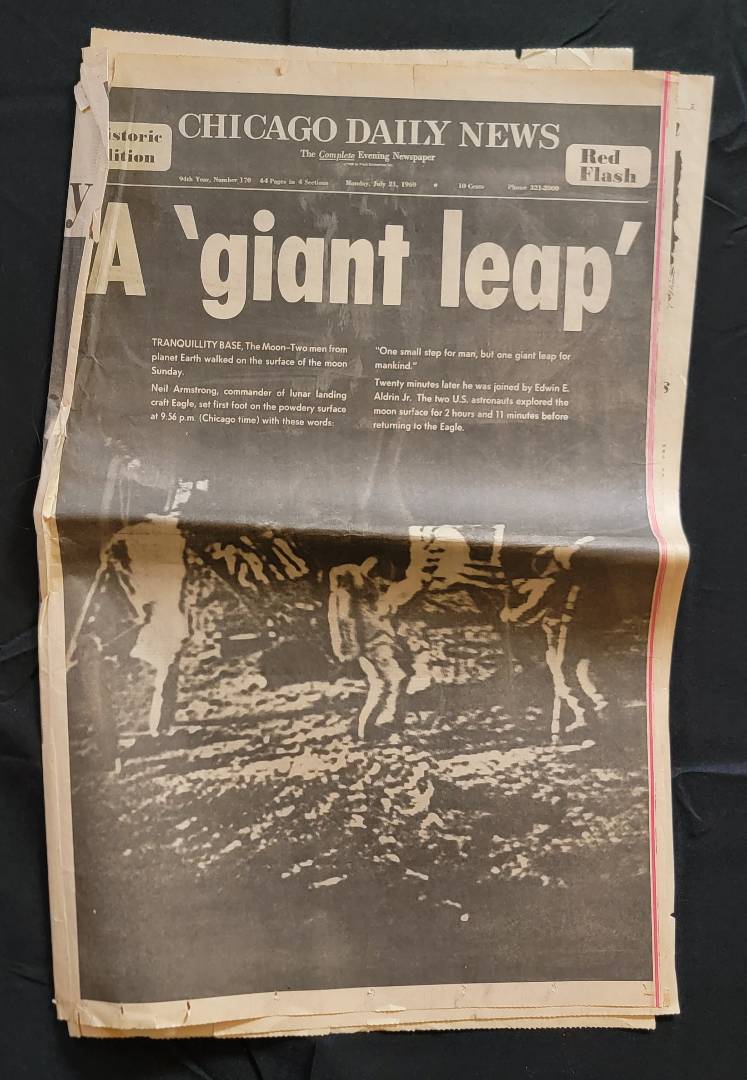 istoric
dition
CHICAGO DAILY NEWS
The Complete Evening Newspaper
Red
Flash
94th Year, Number 170 44 Pages in 4 Sections Monday, July 21, 1969 10 Cents Phone 321-2000
y
A ‘giant leap’
TRANQUILLITY BASE, The Moon–Two men from
planet Earth walked on the surface of the moon
Sunday.
Neil Armstrong, commander of lunar landing
craft Eagle, set first foot on the powdery surface
at 9:56 p.m. (Chicago time) with these words:
"One small step for man, but one giant leap for
mankind."
Twenty minutes later he was joined by Edwin E.
Aldrin Jr. The two U.S. astronauts explored the
moon surface for 2 hours and 11 minutes before
returning to the Eagle.